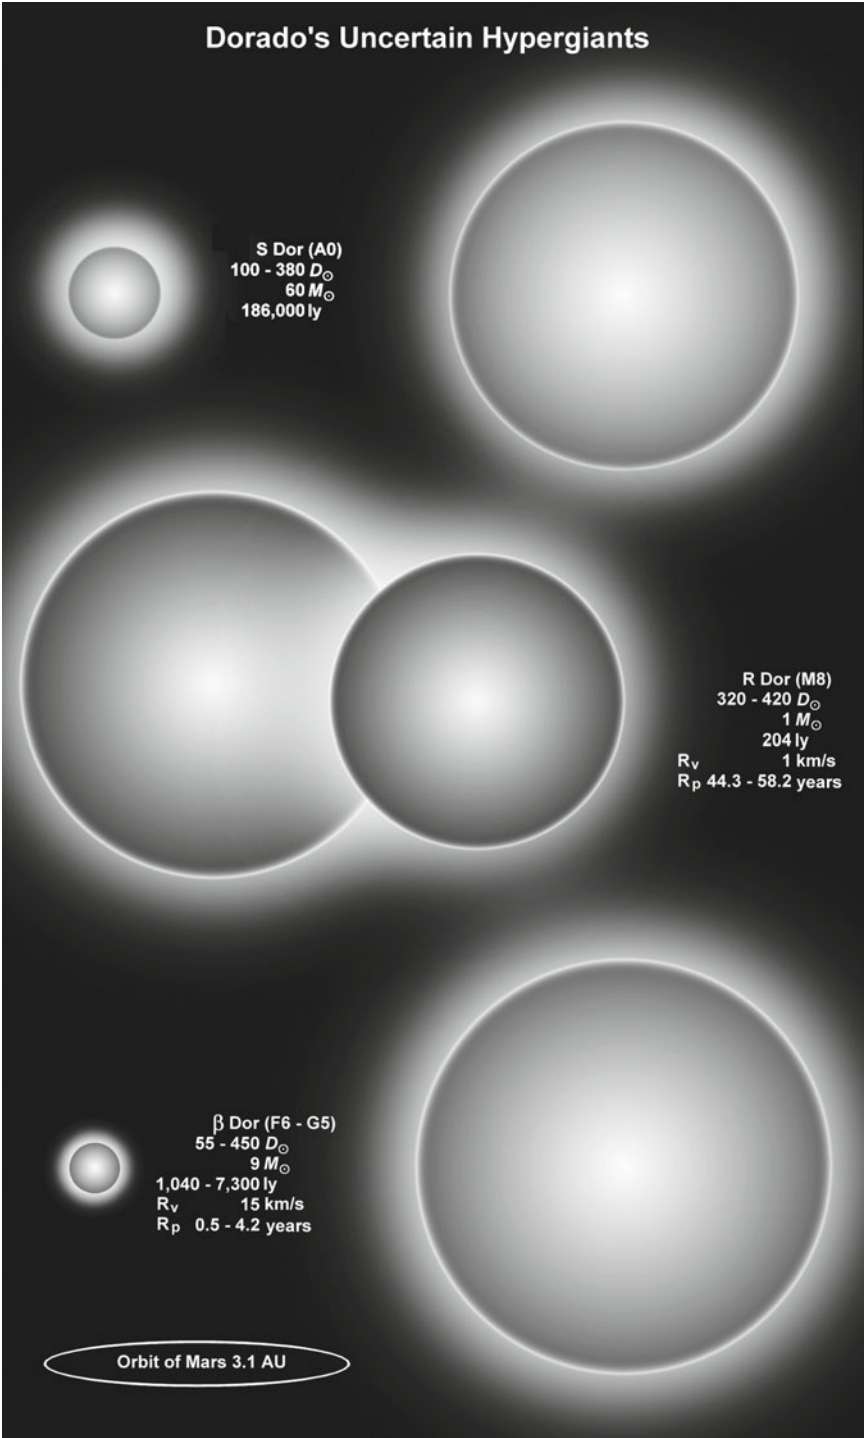 Dorado's Uncertain Hypergiants
S Dor (A0)
100 - 380 D☉
60 M☉
186,000 ly
R Dor (M8)
320 - 420 D☉
1 M☉
204 ly
Rv 1 km/s
Rp 44.3 - 58.2 years
β Dor (F6 - G5)
55 - 450 D☉
9 M☉
1,040 - 7,300 ly
Rv 15 km/s
Rp 0.5 - 4.2 years
Orbit of Mars 3.1 AU